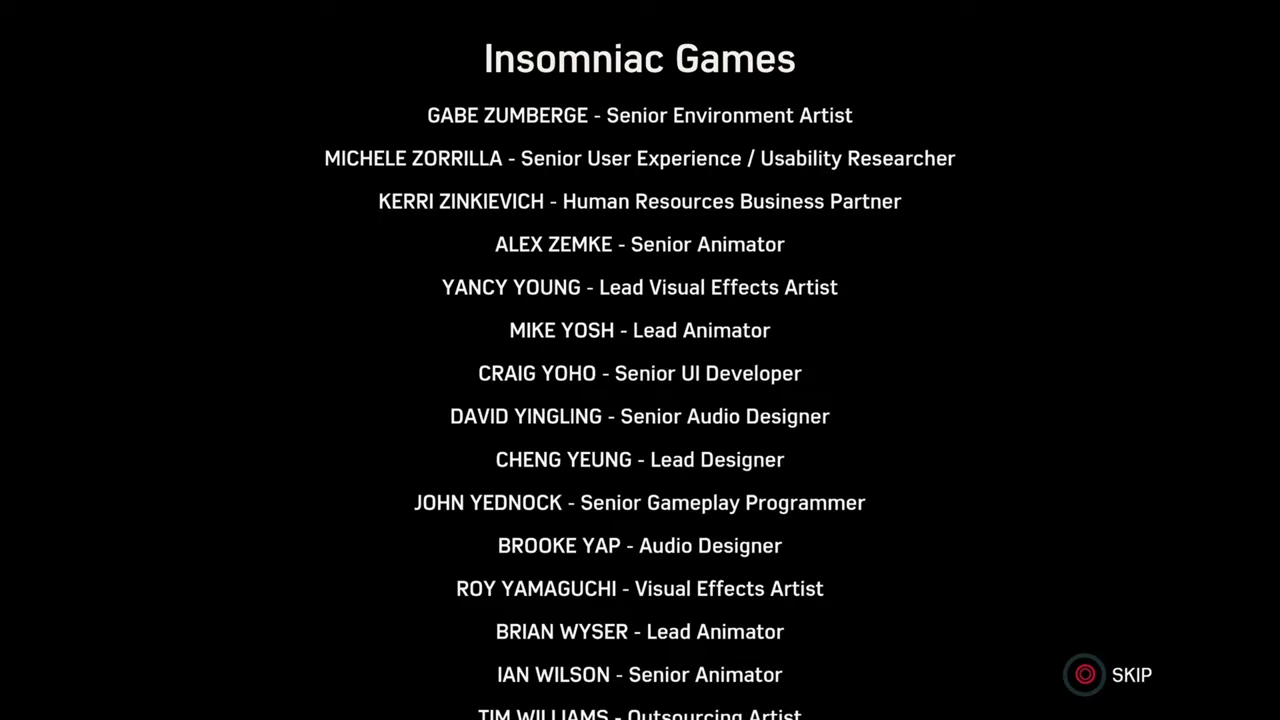 Insomniac Games
GABE ZUMBERGE - Senior Environment Artist
MICHELE ZORRILLA - Senior User Experience / Usability Researcher
KERRI ZINKIEVICH - Human Resources Business Partner
ALEX ZEMKE - Senior Animator
YANCY YOUNG - Lead Visual Effects Artist
MIKE YOSH - Lead Animator
CRAIG YOHO - Senior UI Developer
DAVID YINGLING - Senior Audio Designer
CHENG YEUNG - Lead Designer
JOHN YEDNOCK - Senior Gameplay Programmer
BROOKE YAP - Audio Designer
ROY YAMAGUCHI - Visual Effects Artist
BRIAN WYSER - Lead Animator
IAN WILSON - Senior Animator
SKIP
TIM WILLIAMS - Outsourcing Artist